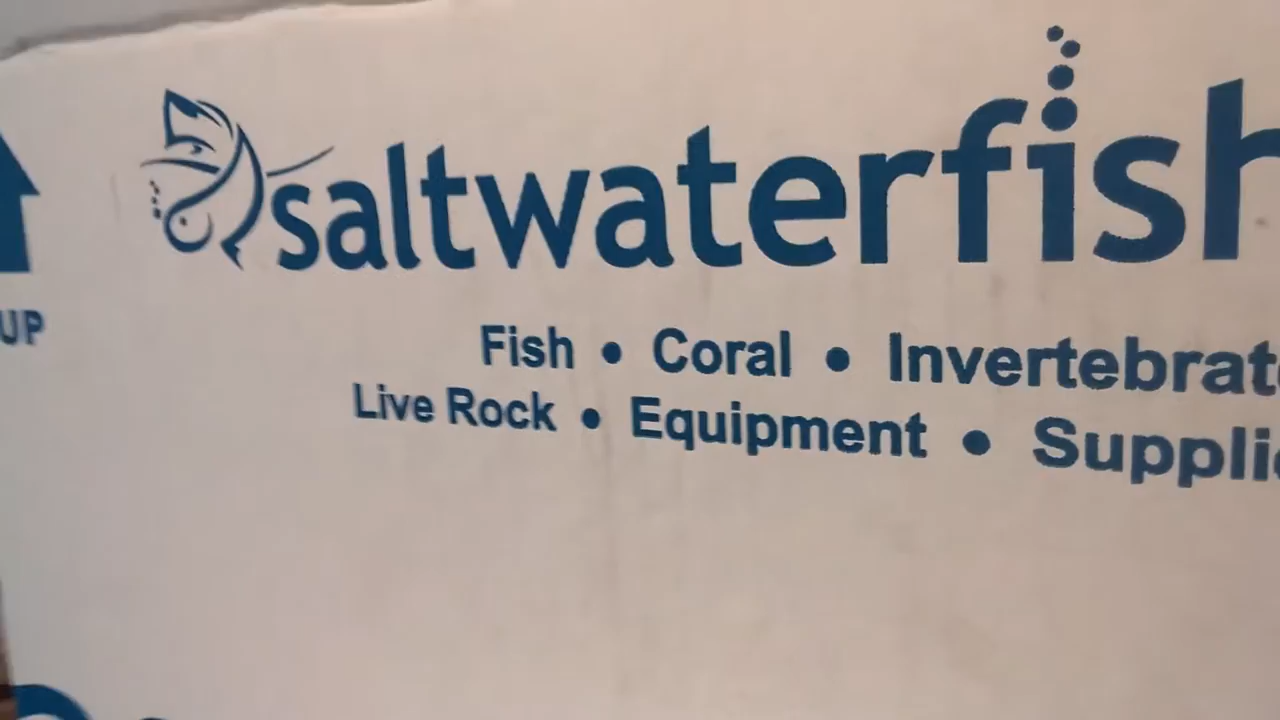 saltwaterfish
UP
Fish • Coral • Invertebrat
Live Rock • Equipment • Suppli